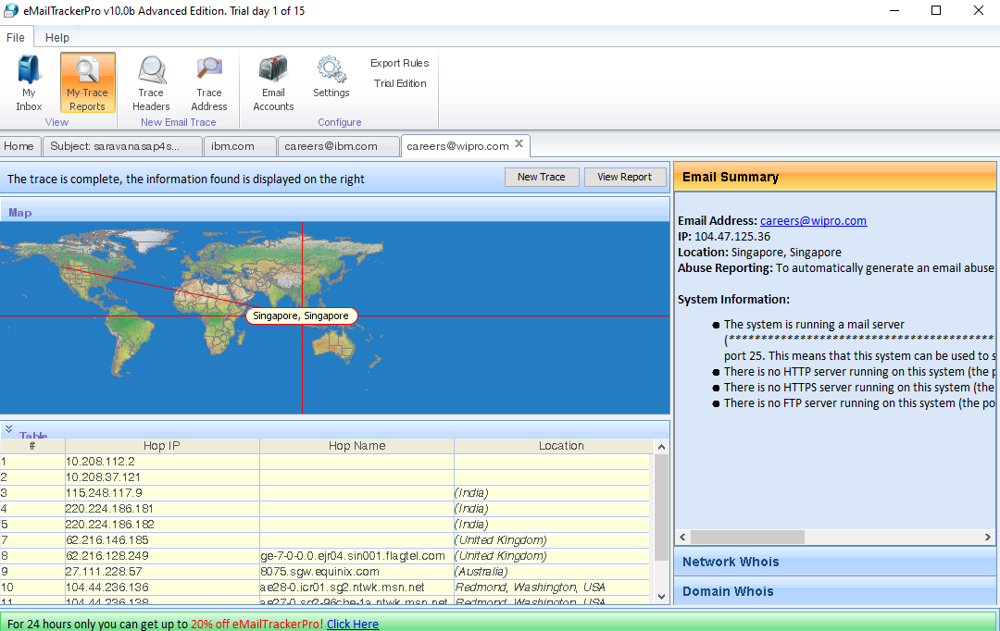 eMailTrackerPro v10.0b Advanced Edition. Trial day 1 of 15
File Help
My Inbox
My Trace Reports
Trace Headers
Trace Address
Email Accounts
Settings
Export Rules
Trial Edition
View
New Email Trace
Configure
Home
Subject: saravanasap4s...
ibm.com
careers@ibm.com
careers@wipro.com
The trace is complete, the information found is displayed on the right
New Trace
View Report
Map
Singapore, Singapore
Table
# Hop IP Hop Name Location
1 10.208.112.2
2 10.208.37.121
3 115.248.117.9 (India)
4 220.224.186.181 (India)
5 220.224.186.182 (India)
7 62.216.146.185 (United Kingdom)
8 62.216.128.249 ge-7-0-0.0.ejr04.sin001.flagtel.com (United Kingdom)
9 27.111.228.57 8075.sgw.equinix.com (Australia)
10 104.44.236.136 ae28-0.icr01.sg2.ntwk.msn.net Redmond, Washington, USA
11 104.44.236.138 ae27-0.sg2-96cbe-1a.ntwk.msn.net Redmond, Washington, USA
Email Summary
Email Address: careers@wipro.com
IP: 104.47.125.36
Location: Singapore, Singapore
Abuse Reporting: To automatically generate an email abuse
System Information:
The system is running a mail server
(*****************************************
port 25. This means that this system can be used to s
There is no HTTP server running on this system (the p
There is no HTTPS server running on this system (the
There is no FTP server running on this system (the po
Network Whois
Domain Whois
For 24 hours only you can get up to 20% off eMailTrackerPro! Click Here